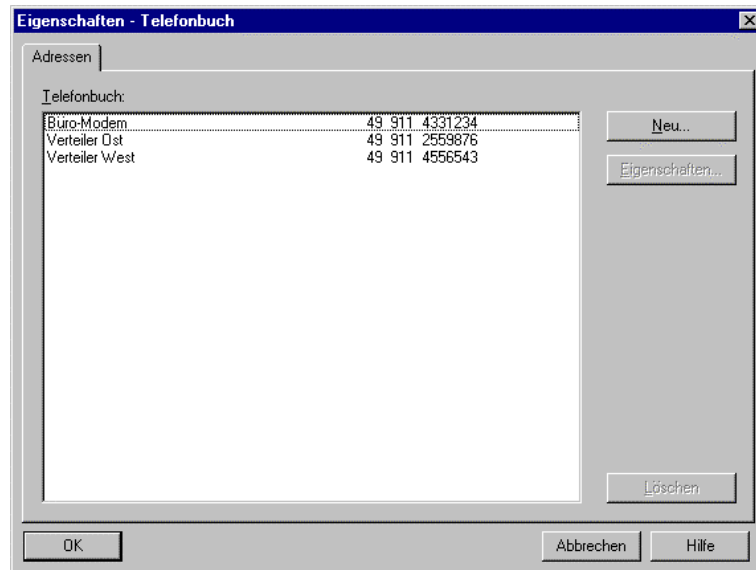 Eigenschaften - Telefonbuch
Adressen
Telefonbuch:
Büro-Modem 49 911 4331234
Verteiler Ost 49 911 2559876
Verteiler West 49 911 4556543
Neu...
Eigenschaften...
Löschen
OK Abbrechen Hilfe